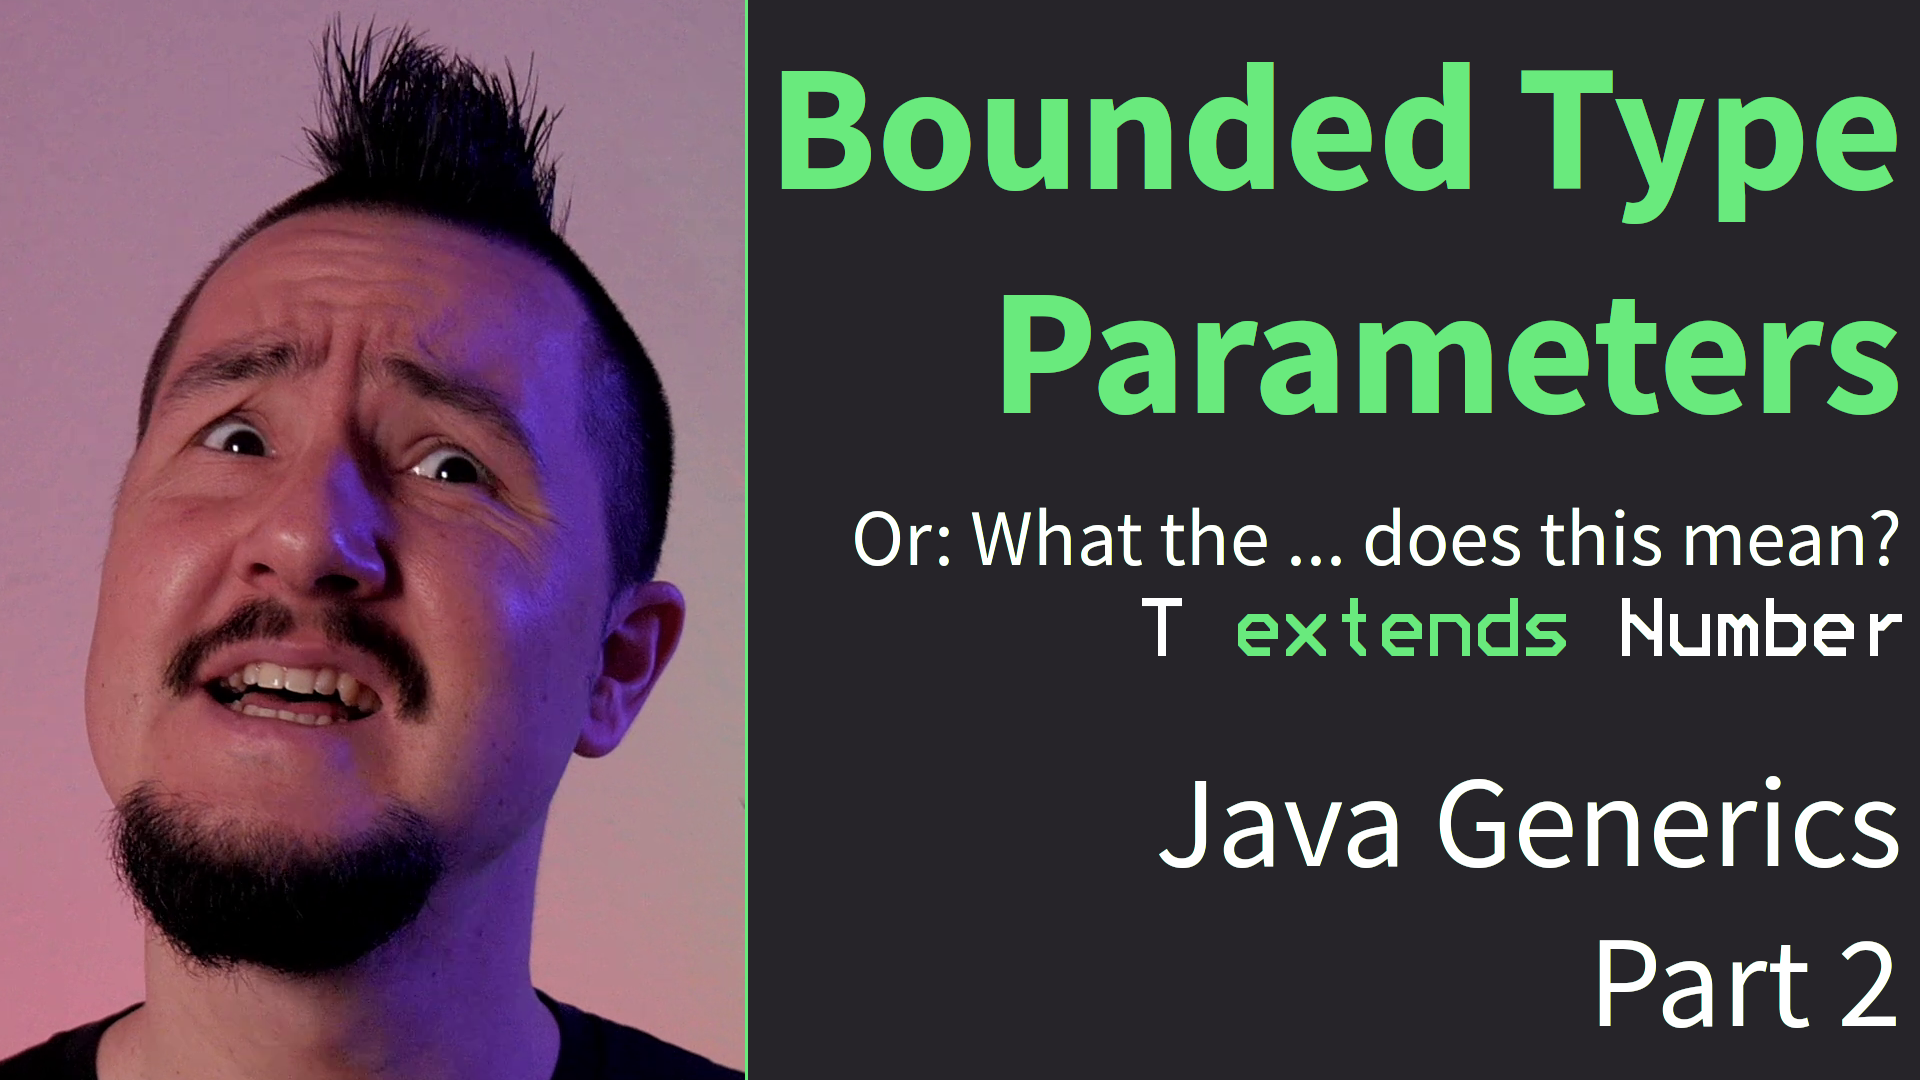 Bounded Type
Parameters
Or: What the ... does this mean?
T extends Number
Java Generics
Part 2